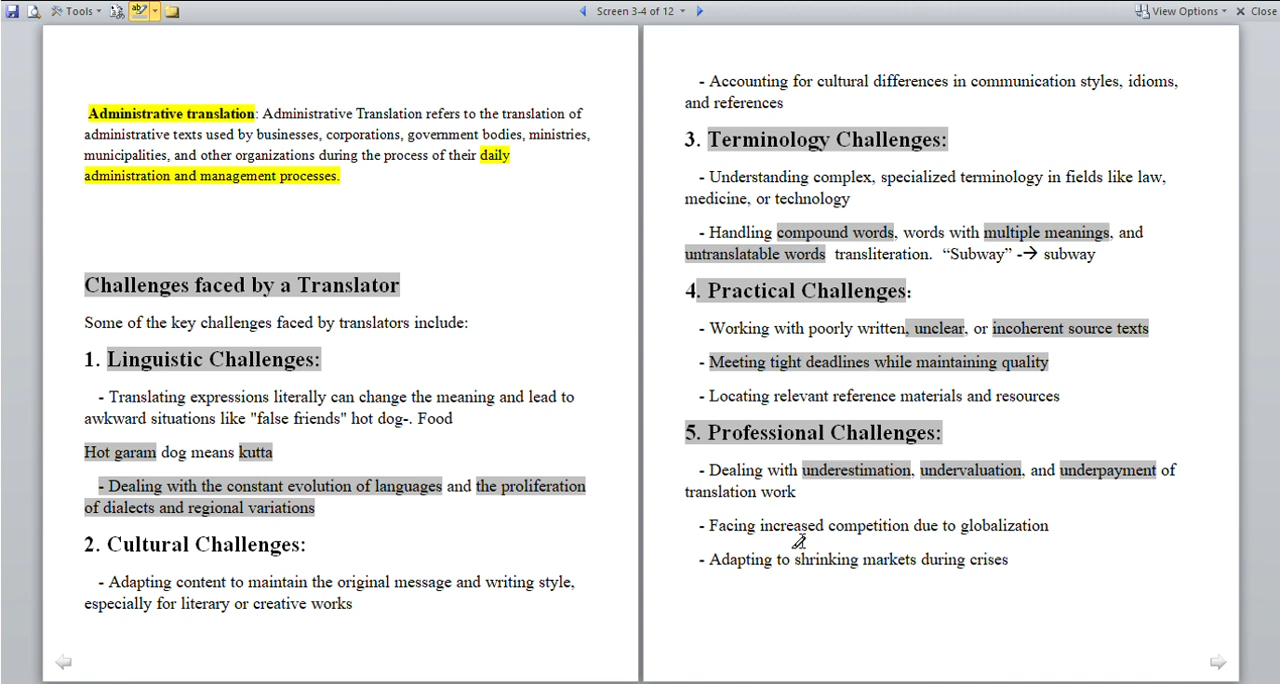 Tools
Screen 3-4 of 12
View Options
Close
Administrative translation: Administrative Translation refers to the translation of
administrative texts used by businesses, corporations, government bodies, ministries,
municipalities, and other organizations during the process of their daily
administration and management processes.
Challenges faced by a Translator
Some of the key challenges faced by translators include:
1. Linguistic Challenges:
- Translating expressions literally can change the meaning and lead to
awkward situations like "false friends" hot dog-. Food
Hot garam dog means kutta
- Dealing with the constant evolution of languages and the proliferation
of dialects and regional variations
2. Cultural Challenges:
- Adapting content to maintain the original message and writing style,
especially for literary or creative works
- Accounting for cultural differences in communication styles, idioms,
and references
3. Terminology Challenges:
- Understanding complex, specialized terminology in fields like law,
medicine, or technology
- Handling compound words, words with multiple meanings, and
untranslatable words transliteration. “Subway” -→ subway
4. Practical Challenges:
- Working with poorly written, unclear, or incoherent source texts
- Meeting tight deadlines while maintaining quality
- Locating relevant reference materials and resources
5. Professional Challenges:
- Dealing with underestimation, undervaluation, and underpayment of
translation work
- Facing increased competition due to globalization
- Adapting to shrinking markets during crises